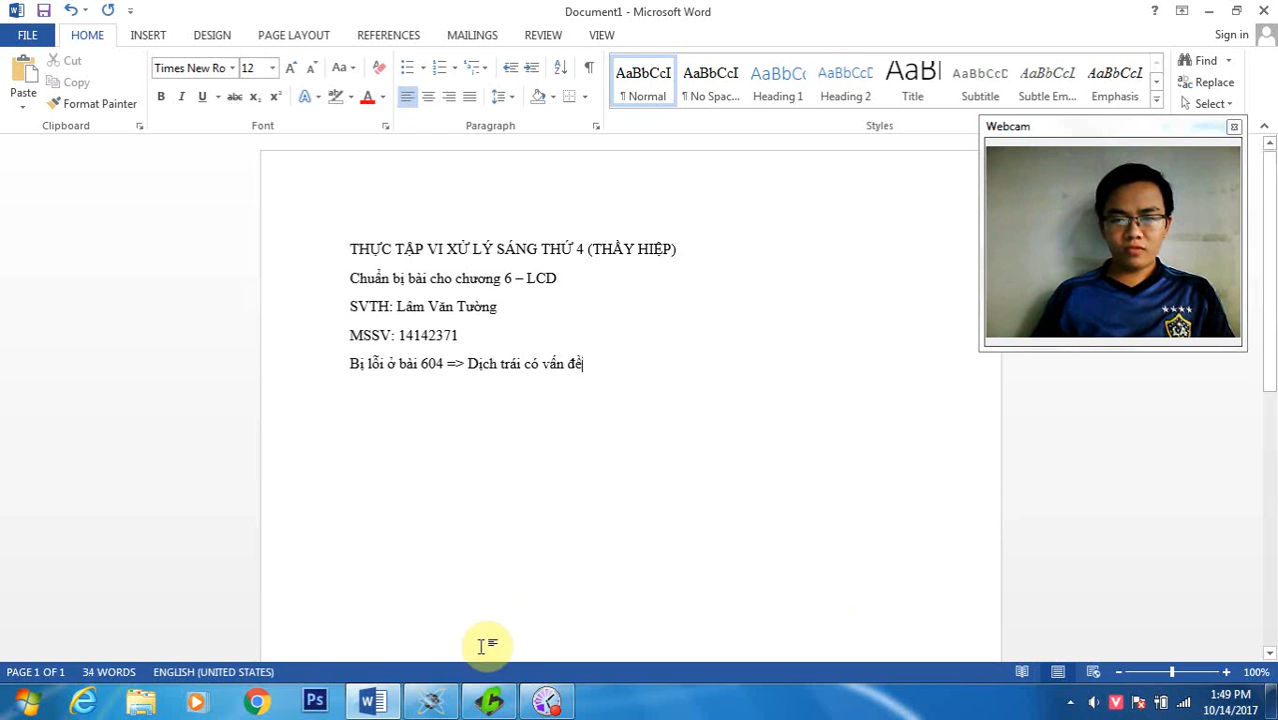 Document1 - Microsoft Word
Sign in
FILE HOME INSERT DESIGN PAGE LAYOUT REFERENCES MAILINGS REVIEW VIEW
Paste
Cut
Copy
Format Painter
Clipboard
Times New Ro 12
Font
Paragraph
AaBbCcI AaBbCcI AaBbCc AaBbCcD AaBl AaBbCcD AaBbCcI AaBbCcI
¶ Normal ¶ No Spac... Heading 1 Heading 2 Title Subtitle Subtle Em... Emphasis
Styles
Find
Replace
Select
Webcam
THỰC TẬP VI XỬ LÝ SÁNG THỨ 4 (THẦY HIỆP)
Chuẩn bị bài cho chương 6 – LCD
SVTH: Lâm Văn Tường
MSSV: 14142371
Bị lỗi ở bài 604 => Dịch trái có vấn đề
PAGE 1 OF 1 34 WORDS ENGLISH (UNITED STATES)
100%
1:49 PM
10/14/2017